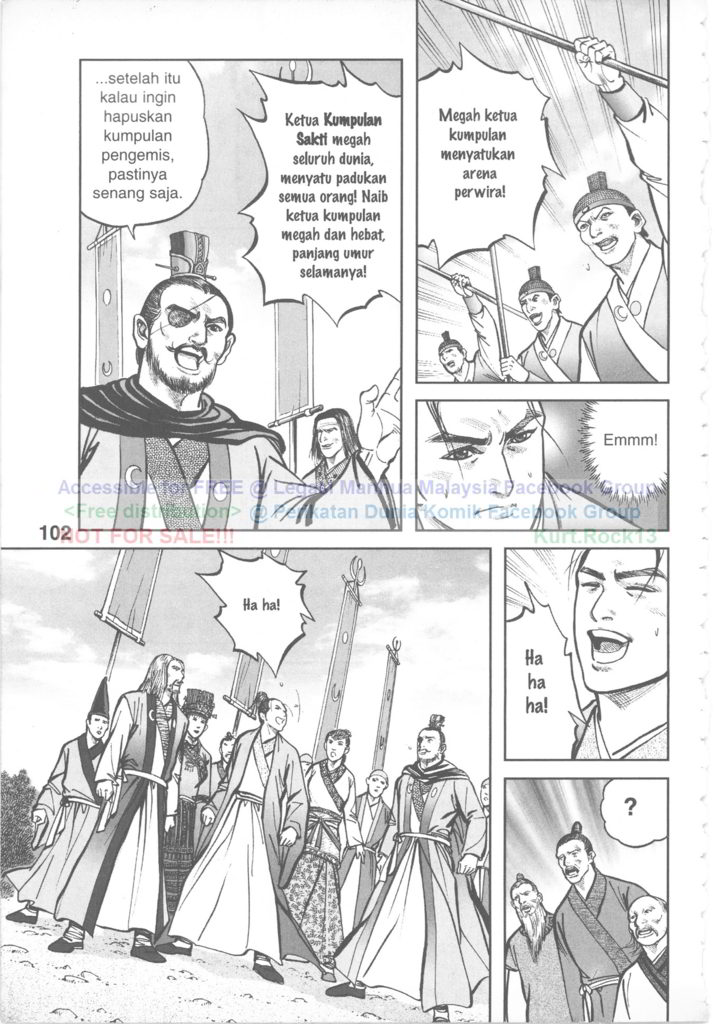 ...setelah itu
kalau ingin
hapuskan
kumpulan
pengemis,
pastinya
senang saja.
Ketua Kumpulan
Sakti megah
seluruh dunia,
menyatu padukan
semua orang! Naib
ketua kumpulan
megah dan hebat,
panjang umur
selamanya!
Megah ketua
kumpulan
menyatukan
arena
perwira!
Emmm!
Accessible for FREE @ Legasi Manhua Malaysia Facebook Group
<Free distribution> @ Perikatan Dunia Komik Facebook Group
102
NOT FOR SALE!!!
Kurt.Rock13
Ha ha!
Ha
ha
ha!
?